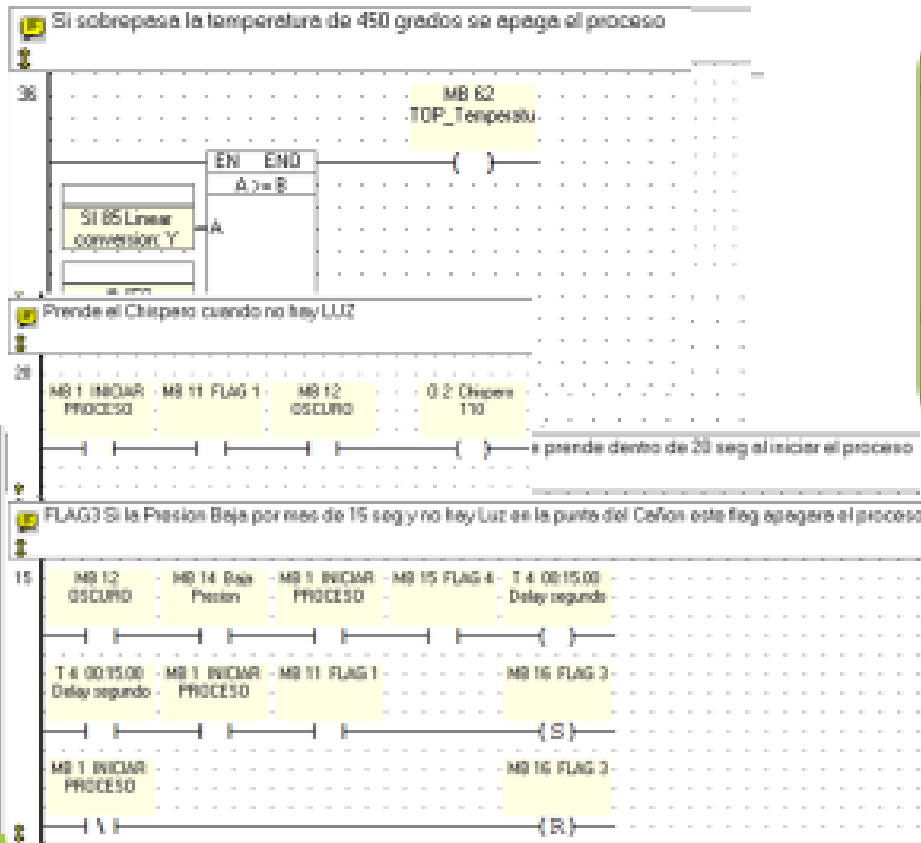 Si sobrepasa la temperatura de 450 grados se apaga el proceso
36
MB 62
TOP_Temperatu
EN ENO
A >= B
SI 85 Linear
conversion: Y
A
Prende el Chispero cuando no hay LUZ
20
MB 1 INICIAR MB 11 FLAG 1 MB 12 O 2 Chispero
PROCESO OSCURO 110
e prende dentro de 20 seg al iniciar el proceso
FLAG3 Si la Presion Baja por mas de 15 seg y no hay Luz en la punta del Cañon este flag apagara el proceso
15
MB 12 MB 14 Baja MB 1 INICIAR MB 15 FLAG 4 T 4 00:15.00
OSCURO Presion PROCESO Delay segundo
T 4 00:15.00 MB 1 INICIAR MB 11 FLAG 1 MB 16 FLAG 3
Delay segundo PROCESO
S
MB 1 INICIAR MB 16 FLAG 3
PROCESO
R